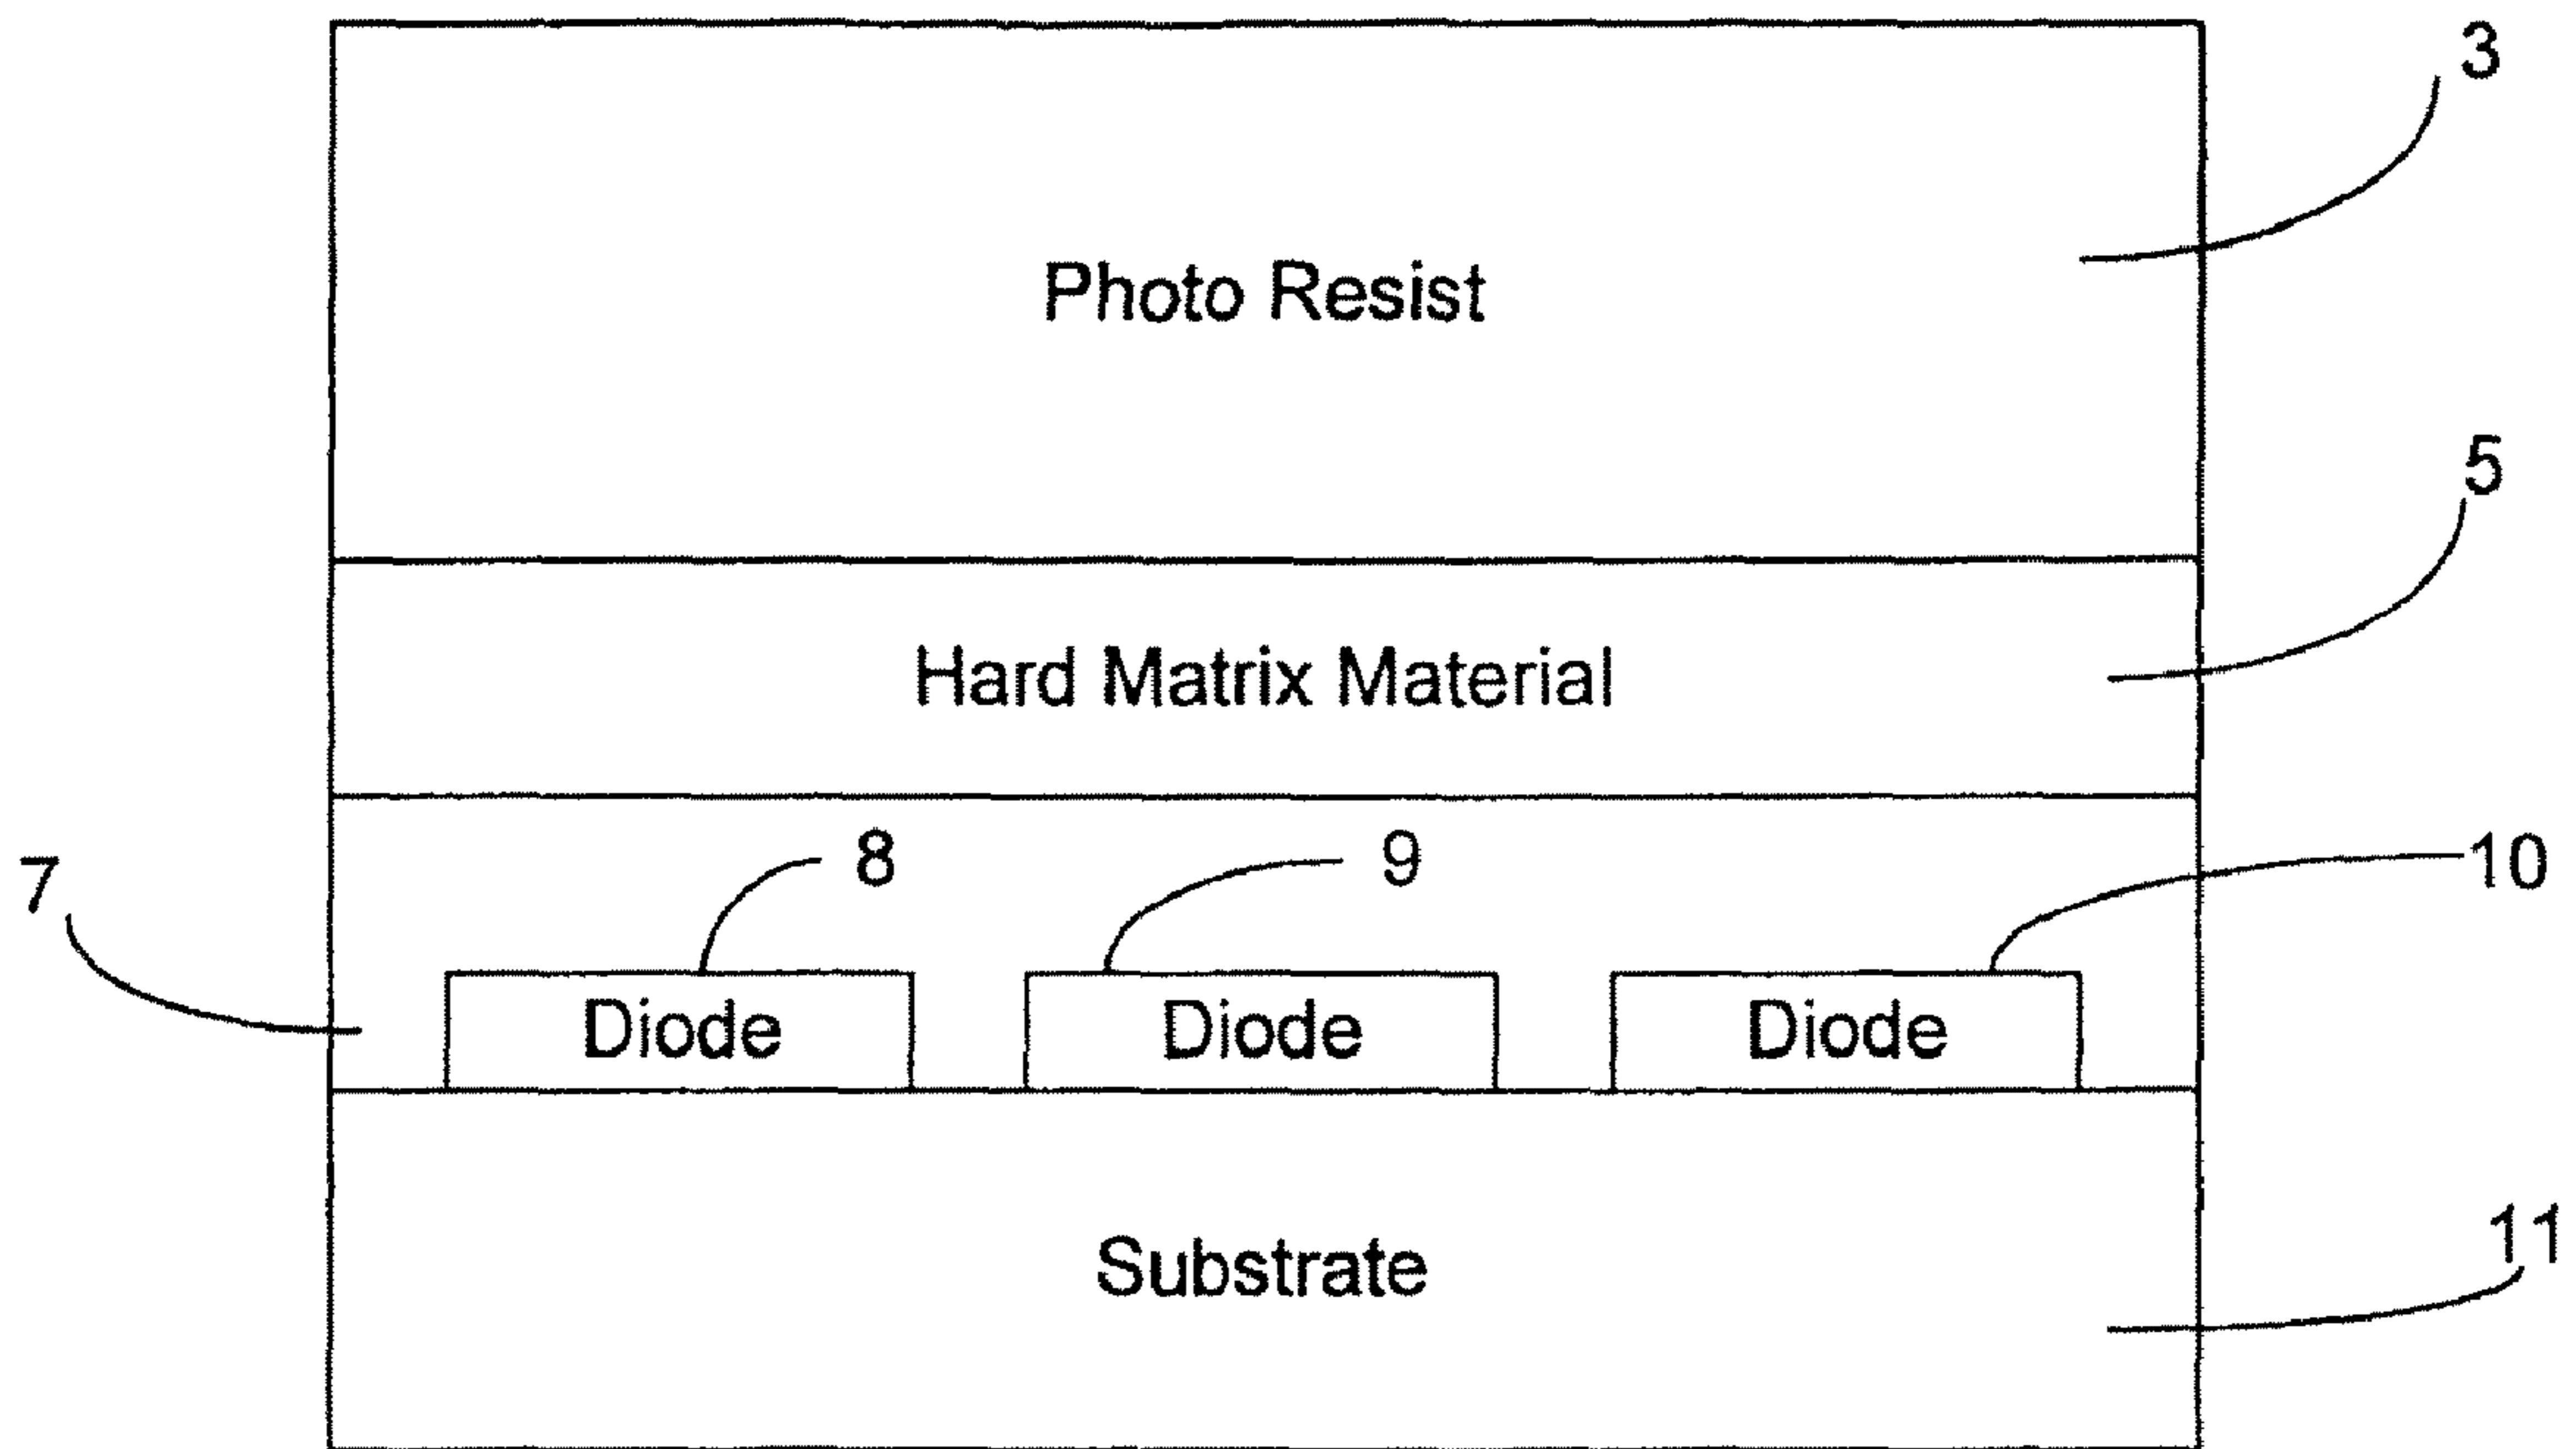 3
Photo Resist
5
Hard Matrix Material
7
8
9
10
Diode
Diode
Diode
11
Substrate